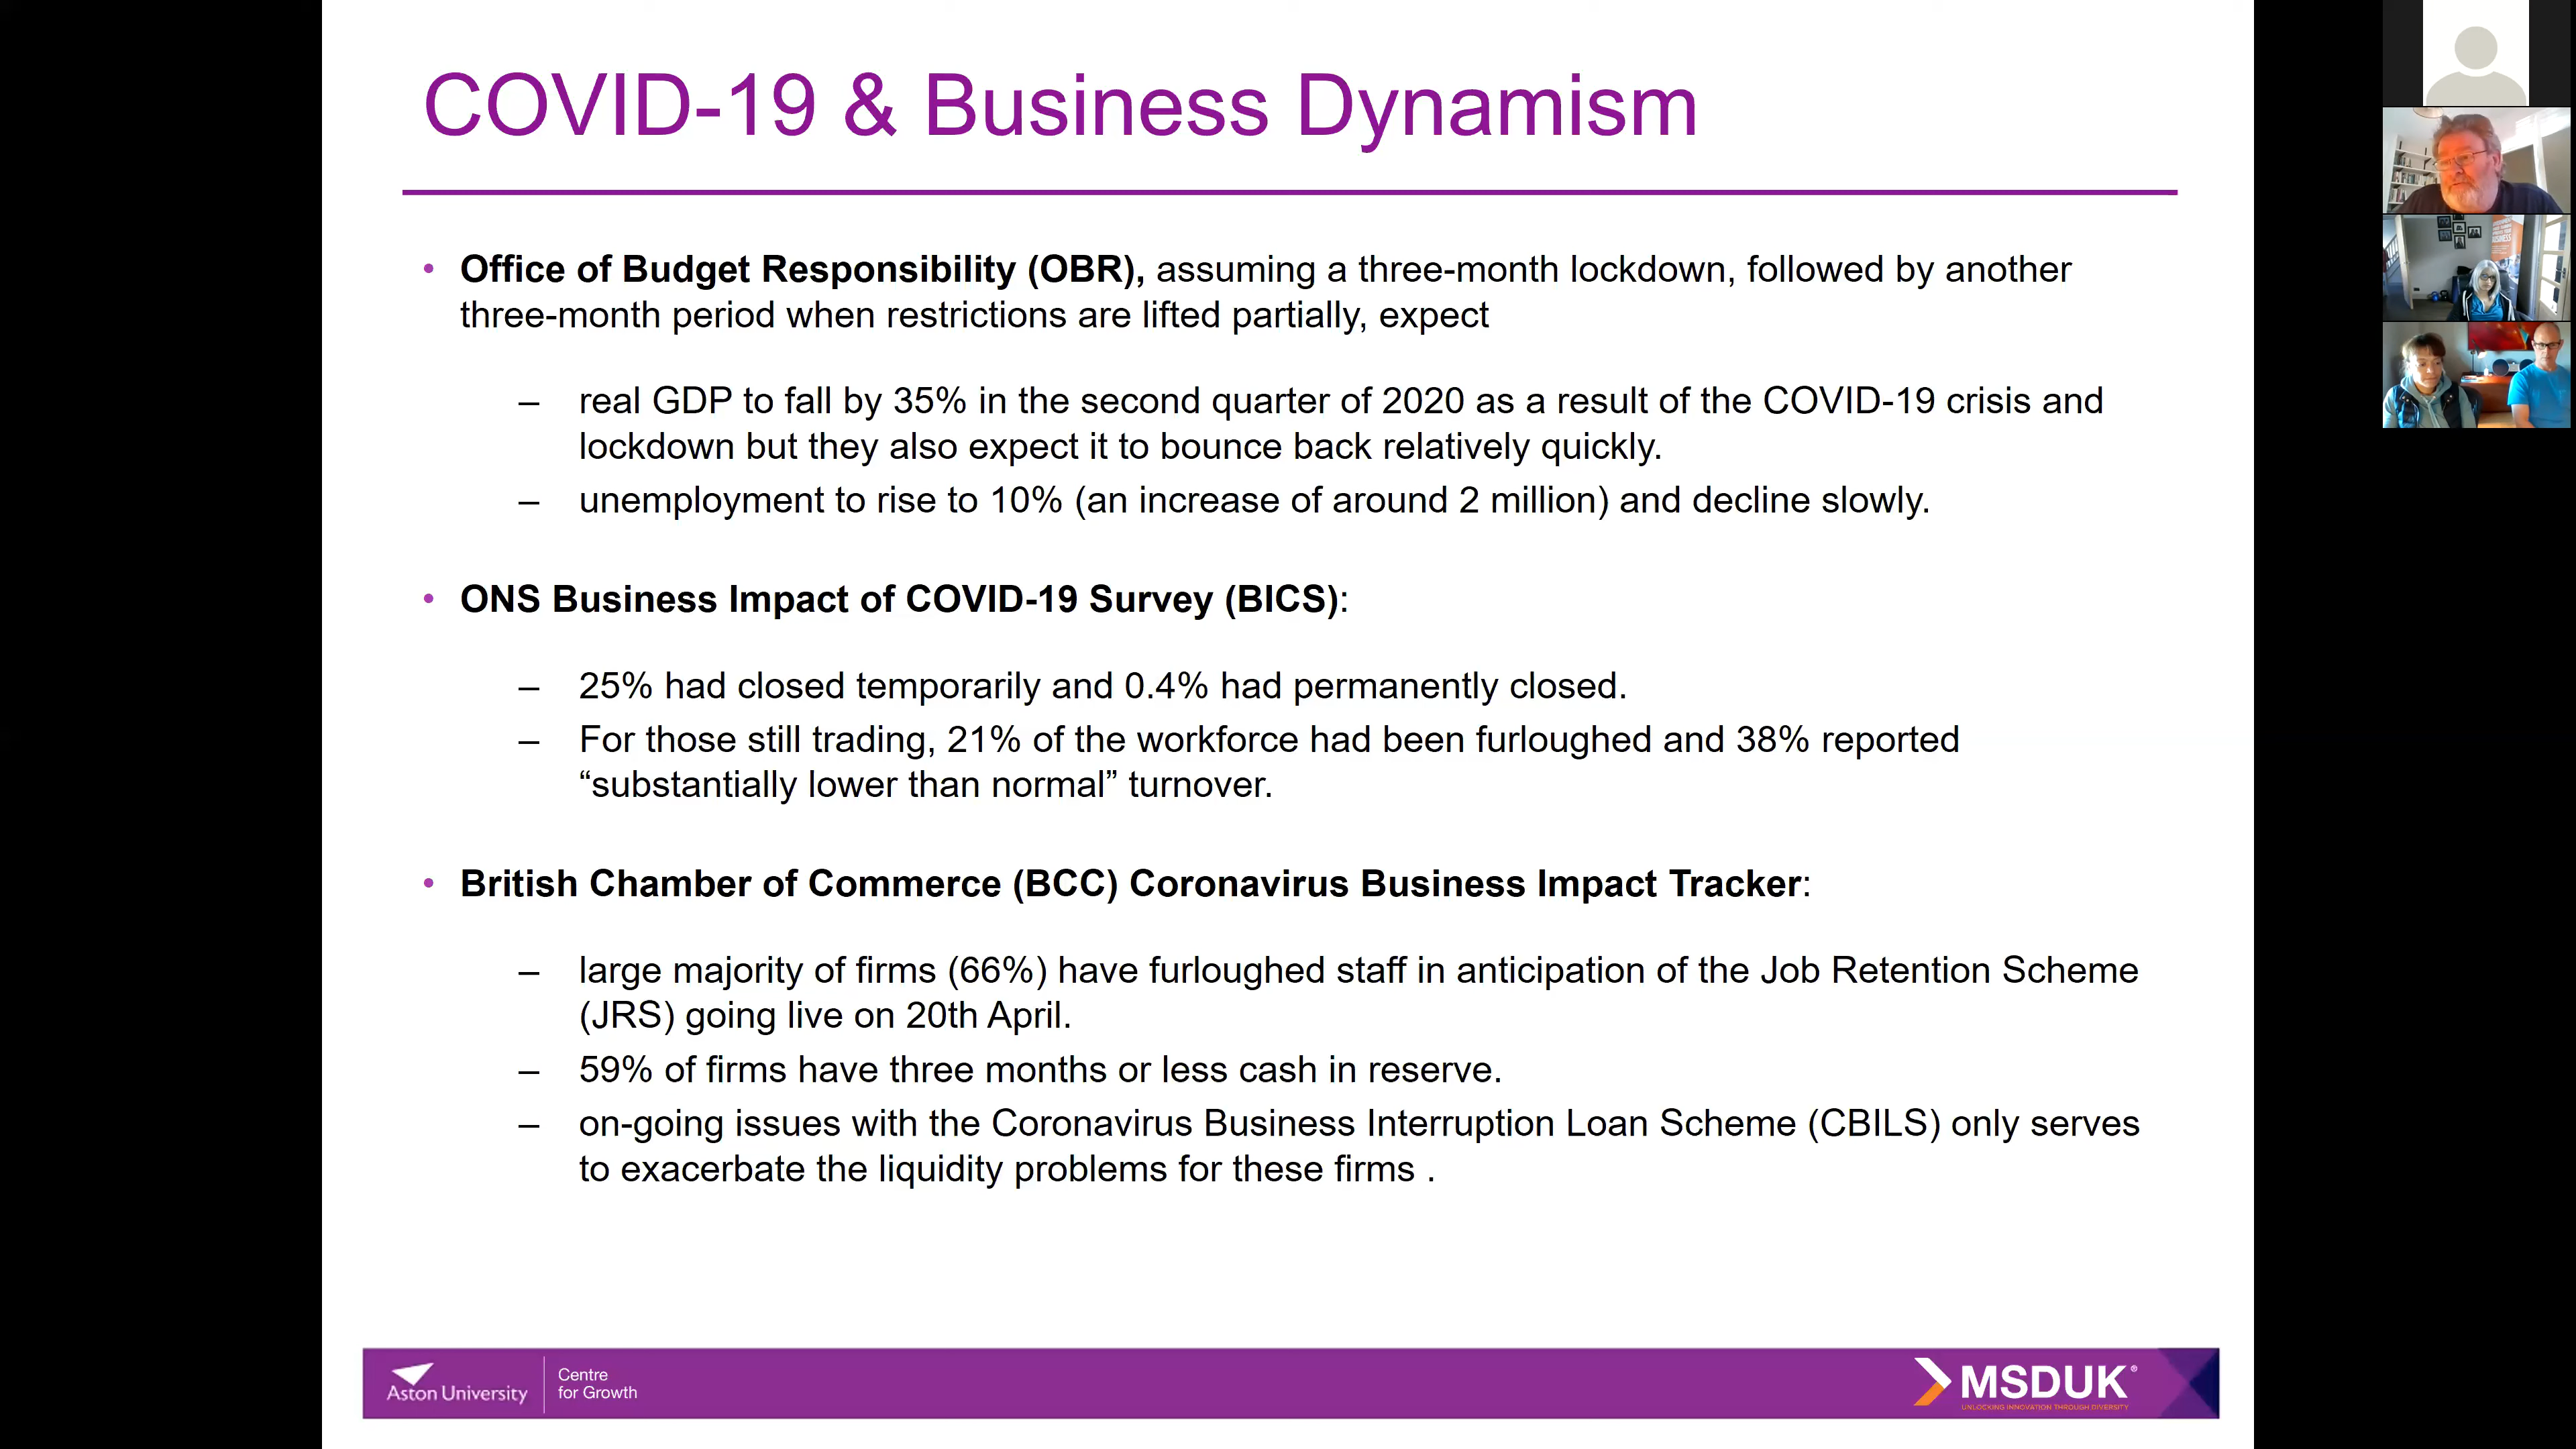 COVID-19 & Business Dynamism
• Office of Budget Responsibility (OBR), assuming a three-month lockdown, followed by another
three-month period when restrictions are lifted partially, expect
– real GDP to fall by 35% in the second quarter of 2020 as a result of the COVID-19 crisis and
lockdown but they also expect it to bounce back relatively quickly.
– unemployment to rise to 10% (an increase of around 2 million) and decline slowly.
• ONS Business Impact of COVID-19 Survey (BICS):
– 25% had closed temporarily and 0.4% had permanently closed.
– For those still trading, 21% of the workforce had been furloughed and 38% reported
“substantially lower than normal” turnover.
• British Chamber of Commerce (BCC) Coronavirus Business Impact Tracker:
– large majority of firms (66%) have furloughed staff in anticipation of the Job Retention Scheme
(JRS) going live on 20th April.
– 59% of firms have three months or less cash in reserve.
– on-going issues with the Coronavirus Business Interruption Loan Scheme (CBILS) only serves
to exacerbate the liquidity problems for these firms .
Aston University
Centre
for Growth
MSDUK®
UNLOCKING INNOVATION THROUGH DIVERSITY